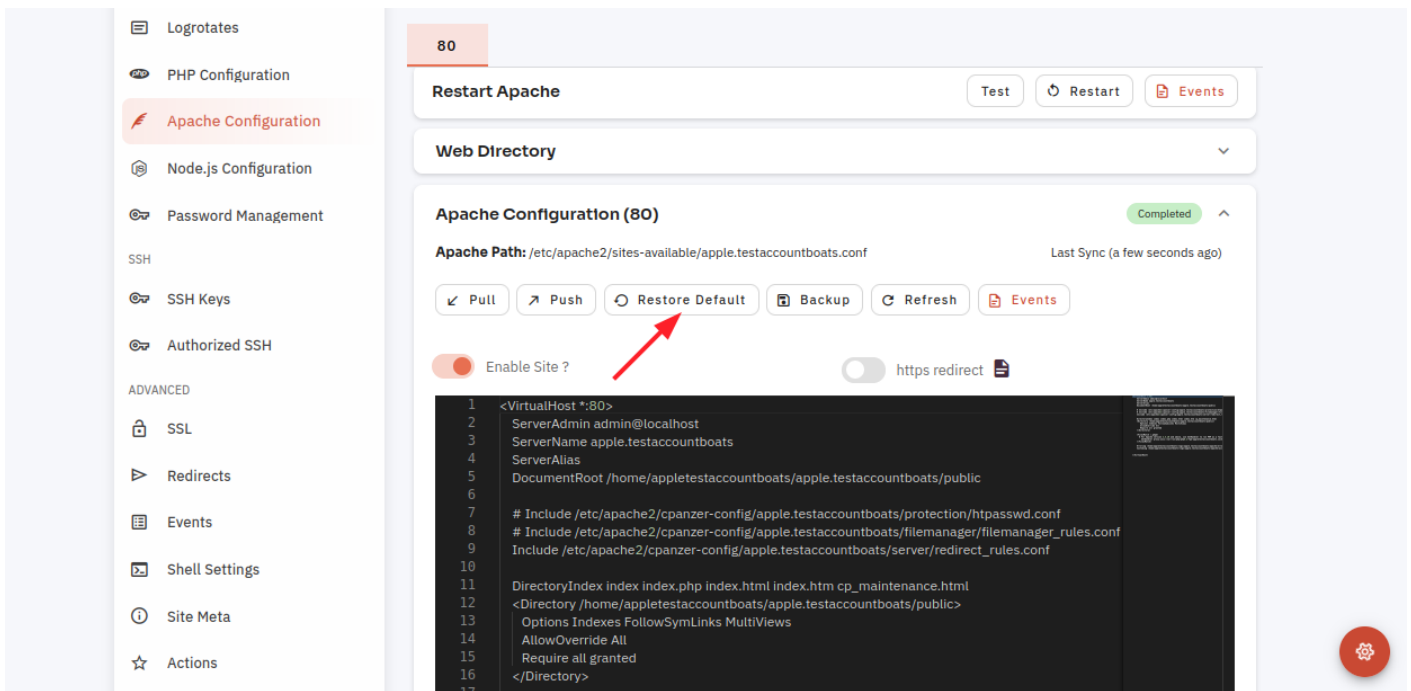 Logrotates
PHP Configuration
Apache Configuration
Node.js Configuration
Password Management
SSH
SSH Keys
Authorized SSH
ADVANCED
SSL
Redirects
Events
Shell Settings
Site Meta
Actions
80
Restart Apache
Test Restart Events
Web Directory
Apache Configuration (80) Completed
Apache Path: /etc/apache2/sites-available/apple.testaccountboats.conf Last Sync (a few seconds ago)
Pull Push Restore Default Backup Refresh Events
Enable Site ? https redirect
1 <VirtualHost *:80>
2 ServerAdmin admin@localhost
3 ServerName apple.testaccountboats
4 ServerAlias
5 DocumentRoot /home/appletestaccountboats/apple.testaccountboats/public
6
7 # Include /etc/apache2/cpanzer-config/apple.testaccountboats/protection/htpasswd.conf
8 # Include /etc/apache2/cpanzer-config/apple.testaccountboats/filemanager/filemanager_rules.conf
9 Include /etc/apache2/cpanzer-config/apple.testaccountboats/server/redirect_rules.conf
10
11 DirectoryIndex index index.php index.html index.htm cp_maintenance.html
12 <Directory /home/appletestaccountboats/apple.testaccountboats/public>
13 Options Indexes FollowSymLinks MultiViews
14 AllowOverride All
15 Require all granted
16 </Directory>
17